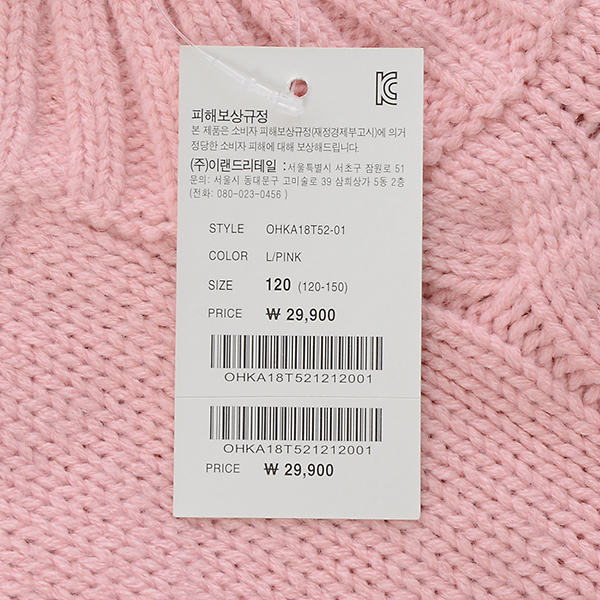 피해보상규정
본 제품은 소비자 피해보상규정(재정경제부고시)에 의거
정당한 소비자 피해에 대해 보상해드립니다.
(주)이랜드리테일 : 서울특별시 서초구 잠원로 51
문의: 서울시 동대문구 고미술로 39 삼희상가 5동 2층
(전화: 080-023-0456 )
STYLE OHKA18T52-01
COLOR L/PINK
SIZE 120 (120-150)
PRICE ₩ 29,900
OHKA18T521212001
OHKA18T521212001
PRICE ₩ 29,900